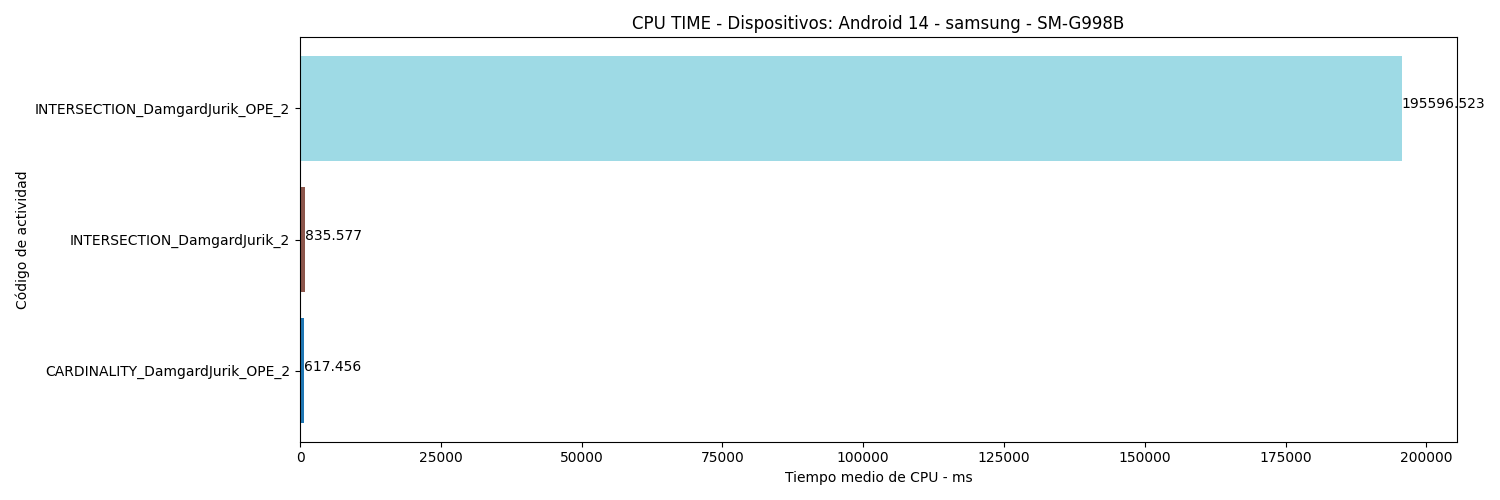 CPU TIME - Dispositivos: Android 14 - samsung - SM-G998B
INTERSECTION_DamgardJurik_OPE_2
195596.523
INTERSECTION_DamgardJurik_2
835.577
CARDINALITY_DamgardJurik_OPE_2
617.456
Código de actividad
0 25000 50000 75000 100000 125000 150000 175000 200000
Tiempo medio de CPU - ms